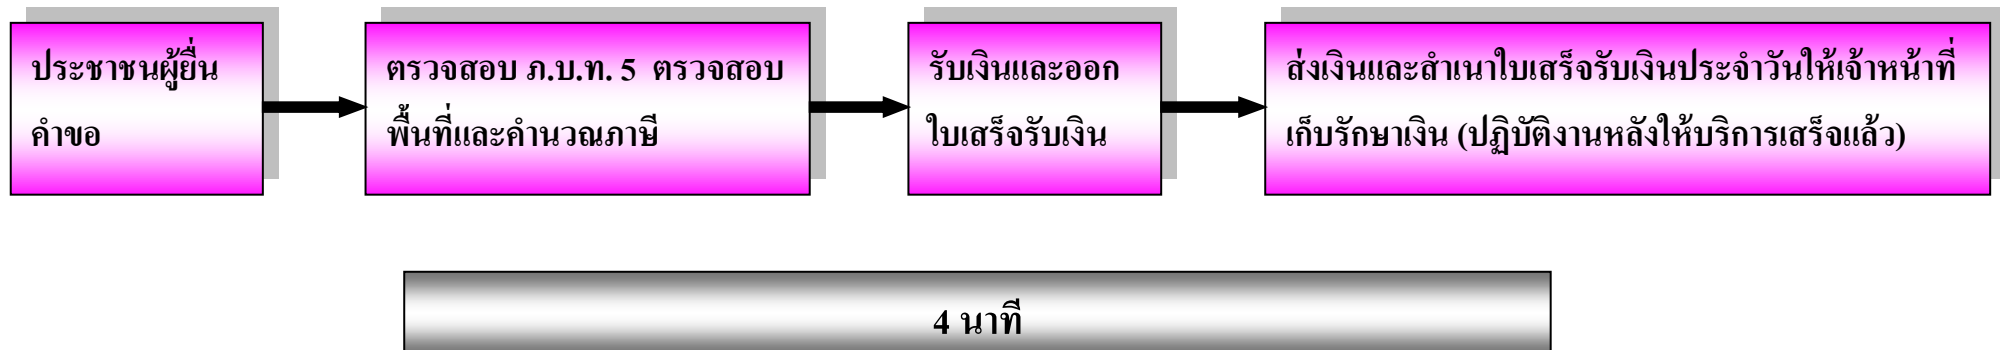 ประชาชนผู้ยื่น
คำขอ
ตรวจสอบ ภ.บ.ท. 5 ตรวจสอบ
พื้นที่และคำนวณภาษี
รับเงินและออก
ใบเสร็จรับเงิน
ส่งเงินและสำเนาใบเสร็จรับเงินประจำวันให้เจ้าหน้าที่
เก็บรักษาเงิน (ปฏิบัติงานหลังให้บริการเสร็จแล้ว)
4 นาที